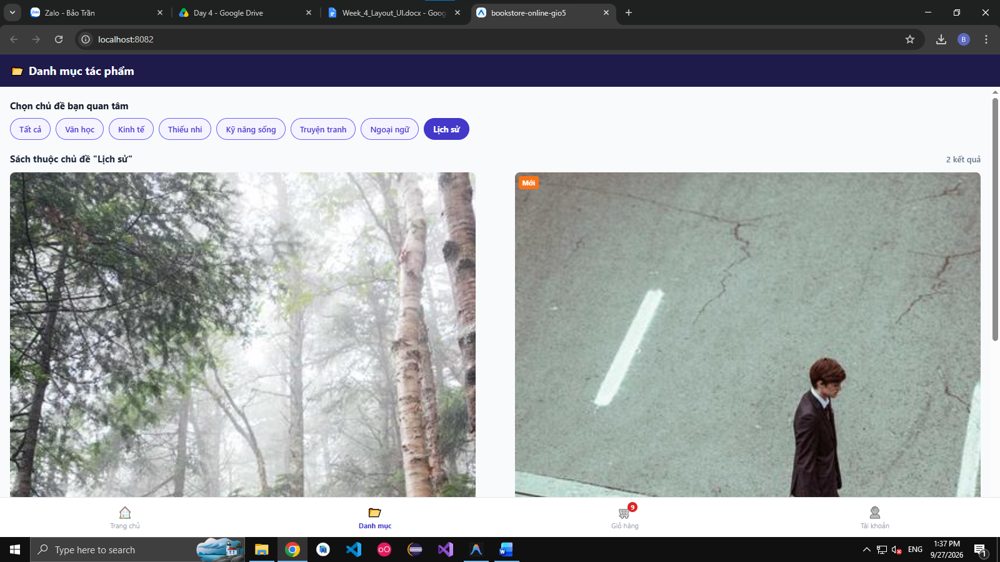 Zalo - Bảo Trần
Day 4 - Google Drive
Week_4_Layout_UI.docx - Goog
bookstore-online-gio5
localhost:8082
B
Danh mục tác phẩm
Chọn chủ đề bạn quan tâm
Tất cả
Văn học
Kinh tế
Thiếu nhi
Kỹ năng sống
Truyện tranh
Ngoại ngữ
Lịch sử
Sách thuộc chủ đề "Lịch sử"
2 kết quả
Mới
Trang chủ
Danh mục
9
Giỏ hàng
Tài khoản
Type here to search
ENG
1:37 PM
9/27/2026
1